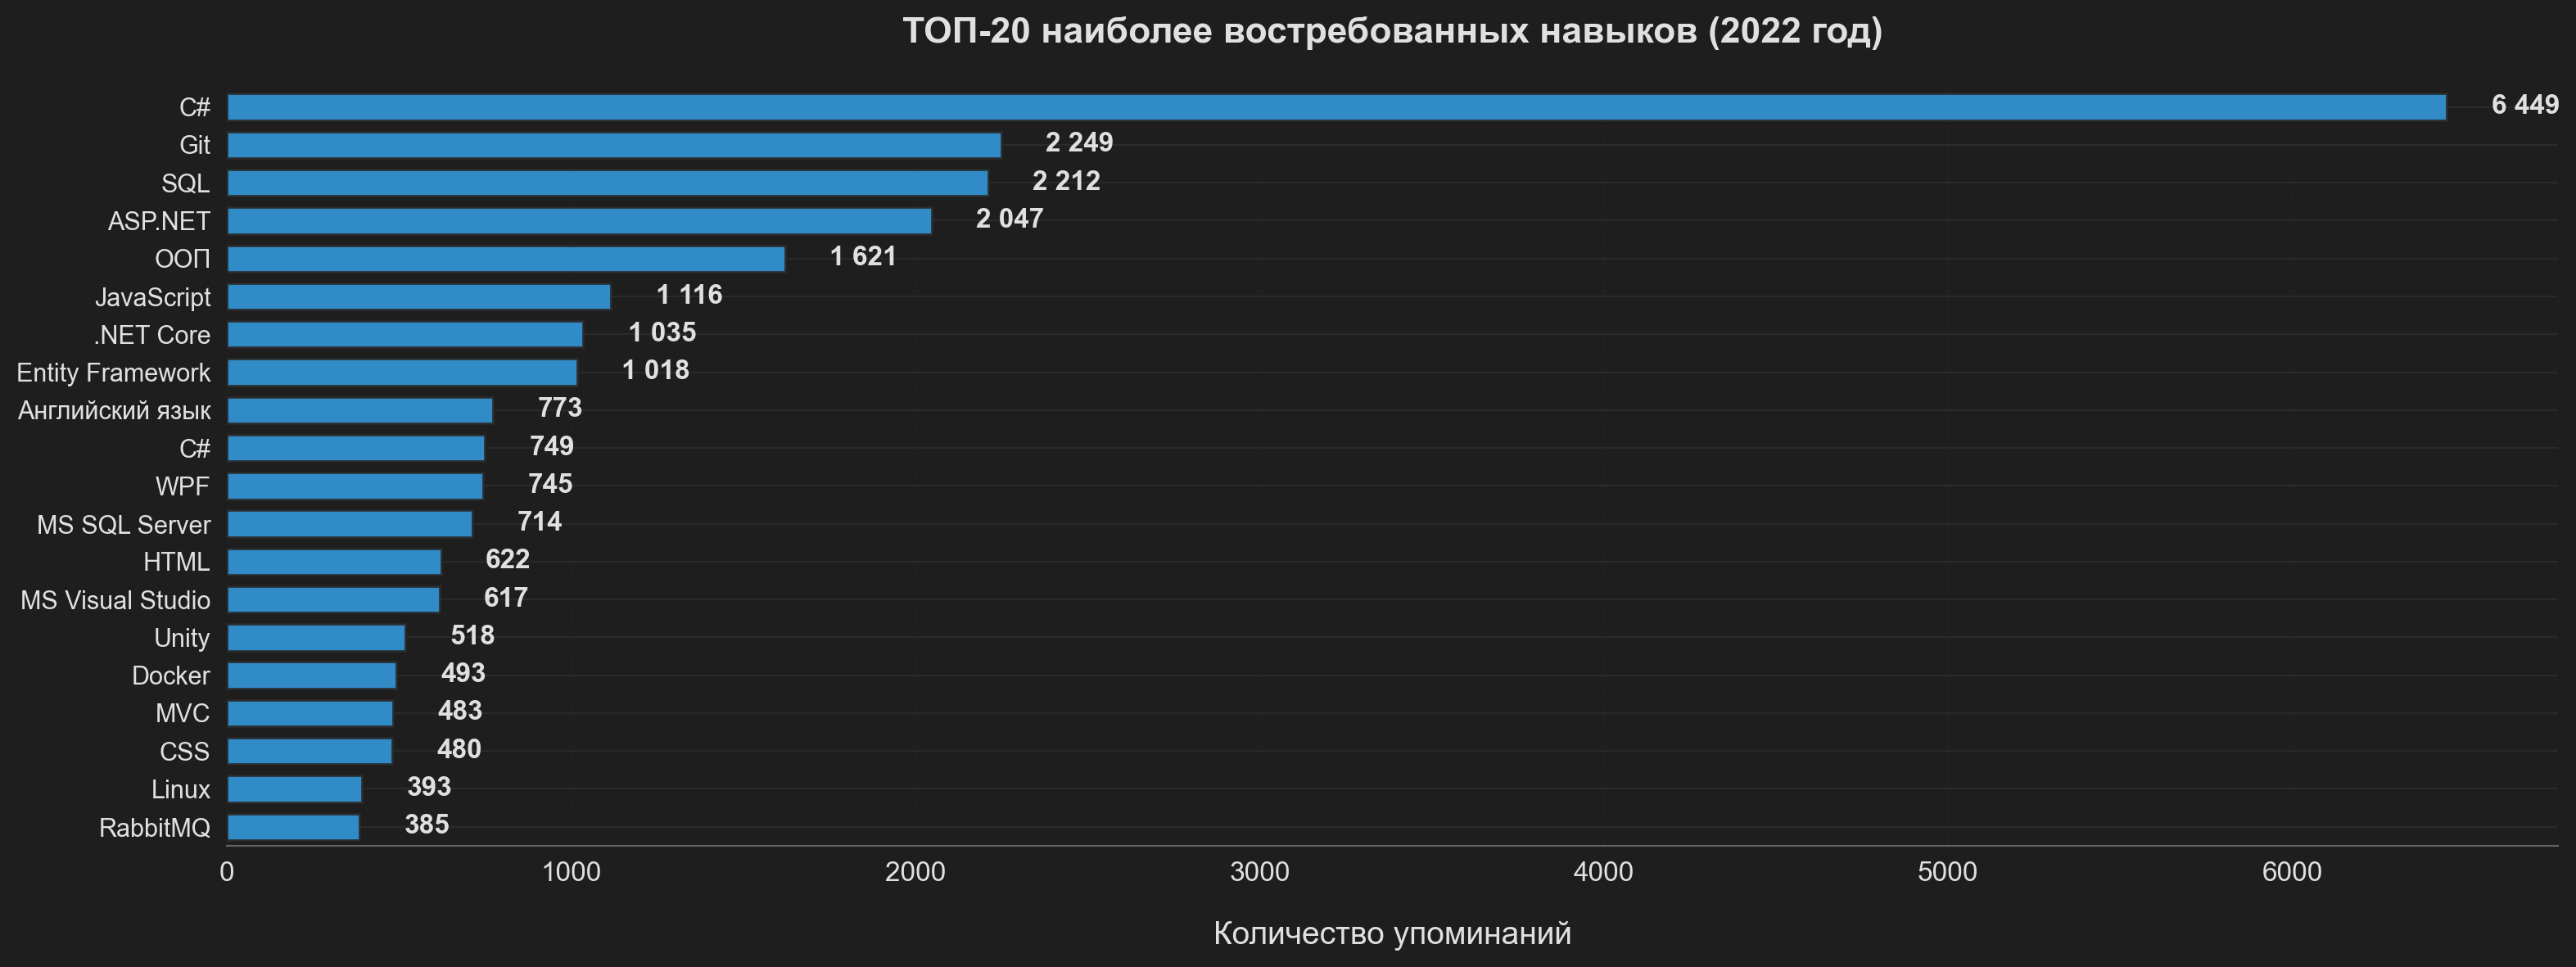 ТОП-20 наиболее востребованных навыков (2022 год)
C# 6 449
Git 2 249
SQL 2 212
ASP.NET 2 047
ООП 1 621
JavaScript 1 116
.NET Core 1 035
Entity Framework 1 018
Английский язык 773
C# 749
WPF 745
MS SQL Server 714
HTML 622
MS Visual Studio 617
Unity 518
Docker 493
MVC 483
CSS 480
Linux 393
RabbitMQ 385
0 1000 2000 3000 4000 5000 6000
Количество упоминаний